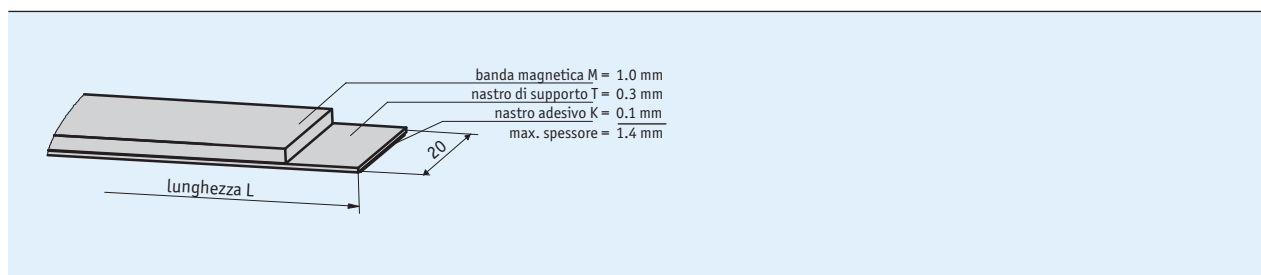 banda magnetica M = 1.0 mm
nastro di supporto T = 0.3 mm
nastro adesivo K = 0.1 mm
max. spessore = 1.4 mm
20
lunghezza L